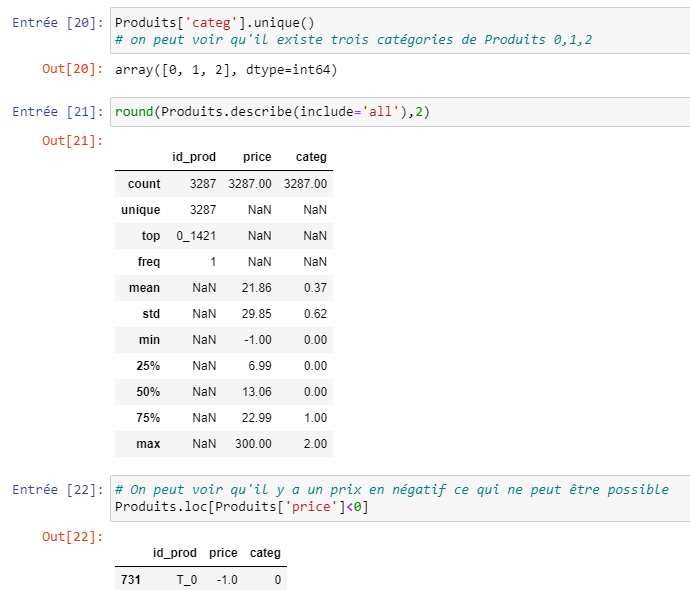 Entrée [20]: Produits['categ'].unique()
# on peut voir qu'il existe trois catégories de Produits 0,1,2
Out[20]: array([0, 1, 2], dtype=int64)
Entrée [21]: round(Produits.describe(include='all'),2)
Out[21]:
id_prod price categ
count 3287 3287.00 3287.00
unique 3287 NaN NaN
top 0_1421 NaN NaN
freq 1 NaN NaN
mean NaN 21.86 0.37
std NaN 29.85 0.62
min NaN -1.00 0.00
25% NaN 6.99 0.00
50% NaN 13.06 0.00
75% NaN 22.99 1.00
max NaN 300.00 2.00
Entrée [22]: # On peut voir qu'il y a un prix en négatif ce qui ne peut être possible
Produits.loc[Produits['price']<0]
Out[22]:
id_prod price categ
731 T_0 -1.0 0